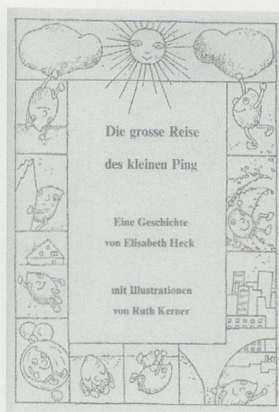 Die grosse Reise
des kleinen Ping
Eine Geschichte
von Elisabeth Heck
mit Illustrationen
von Ruth Kerner